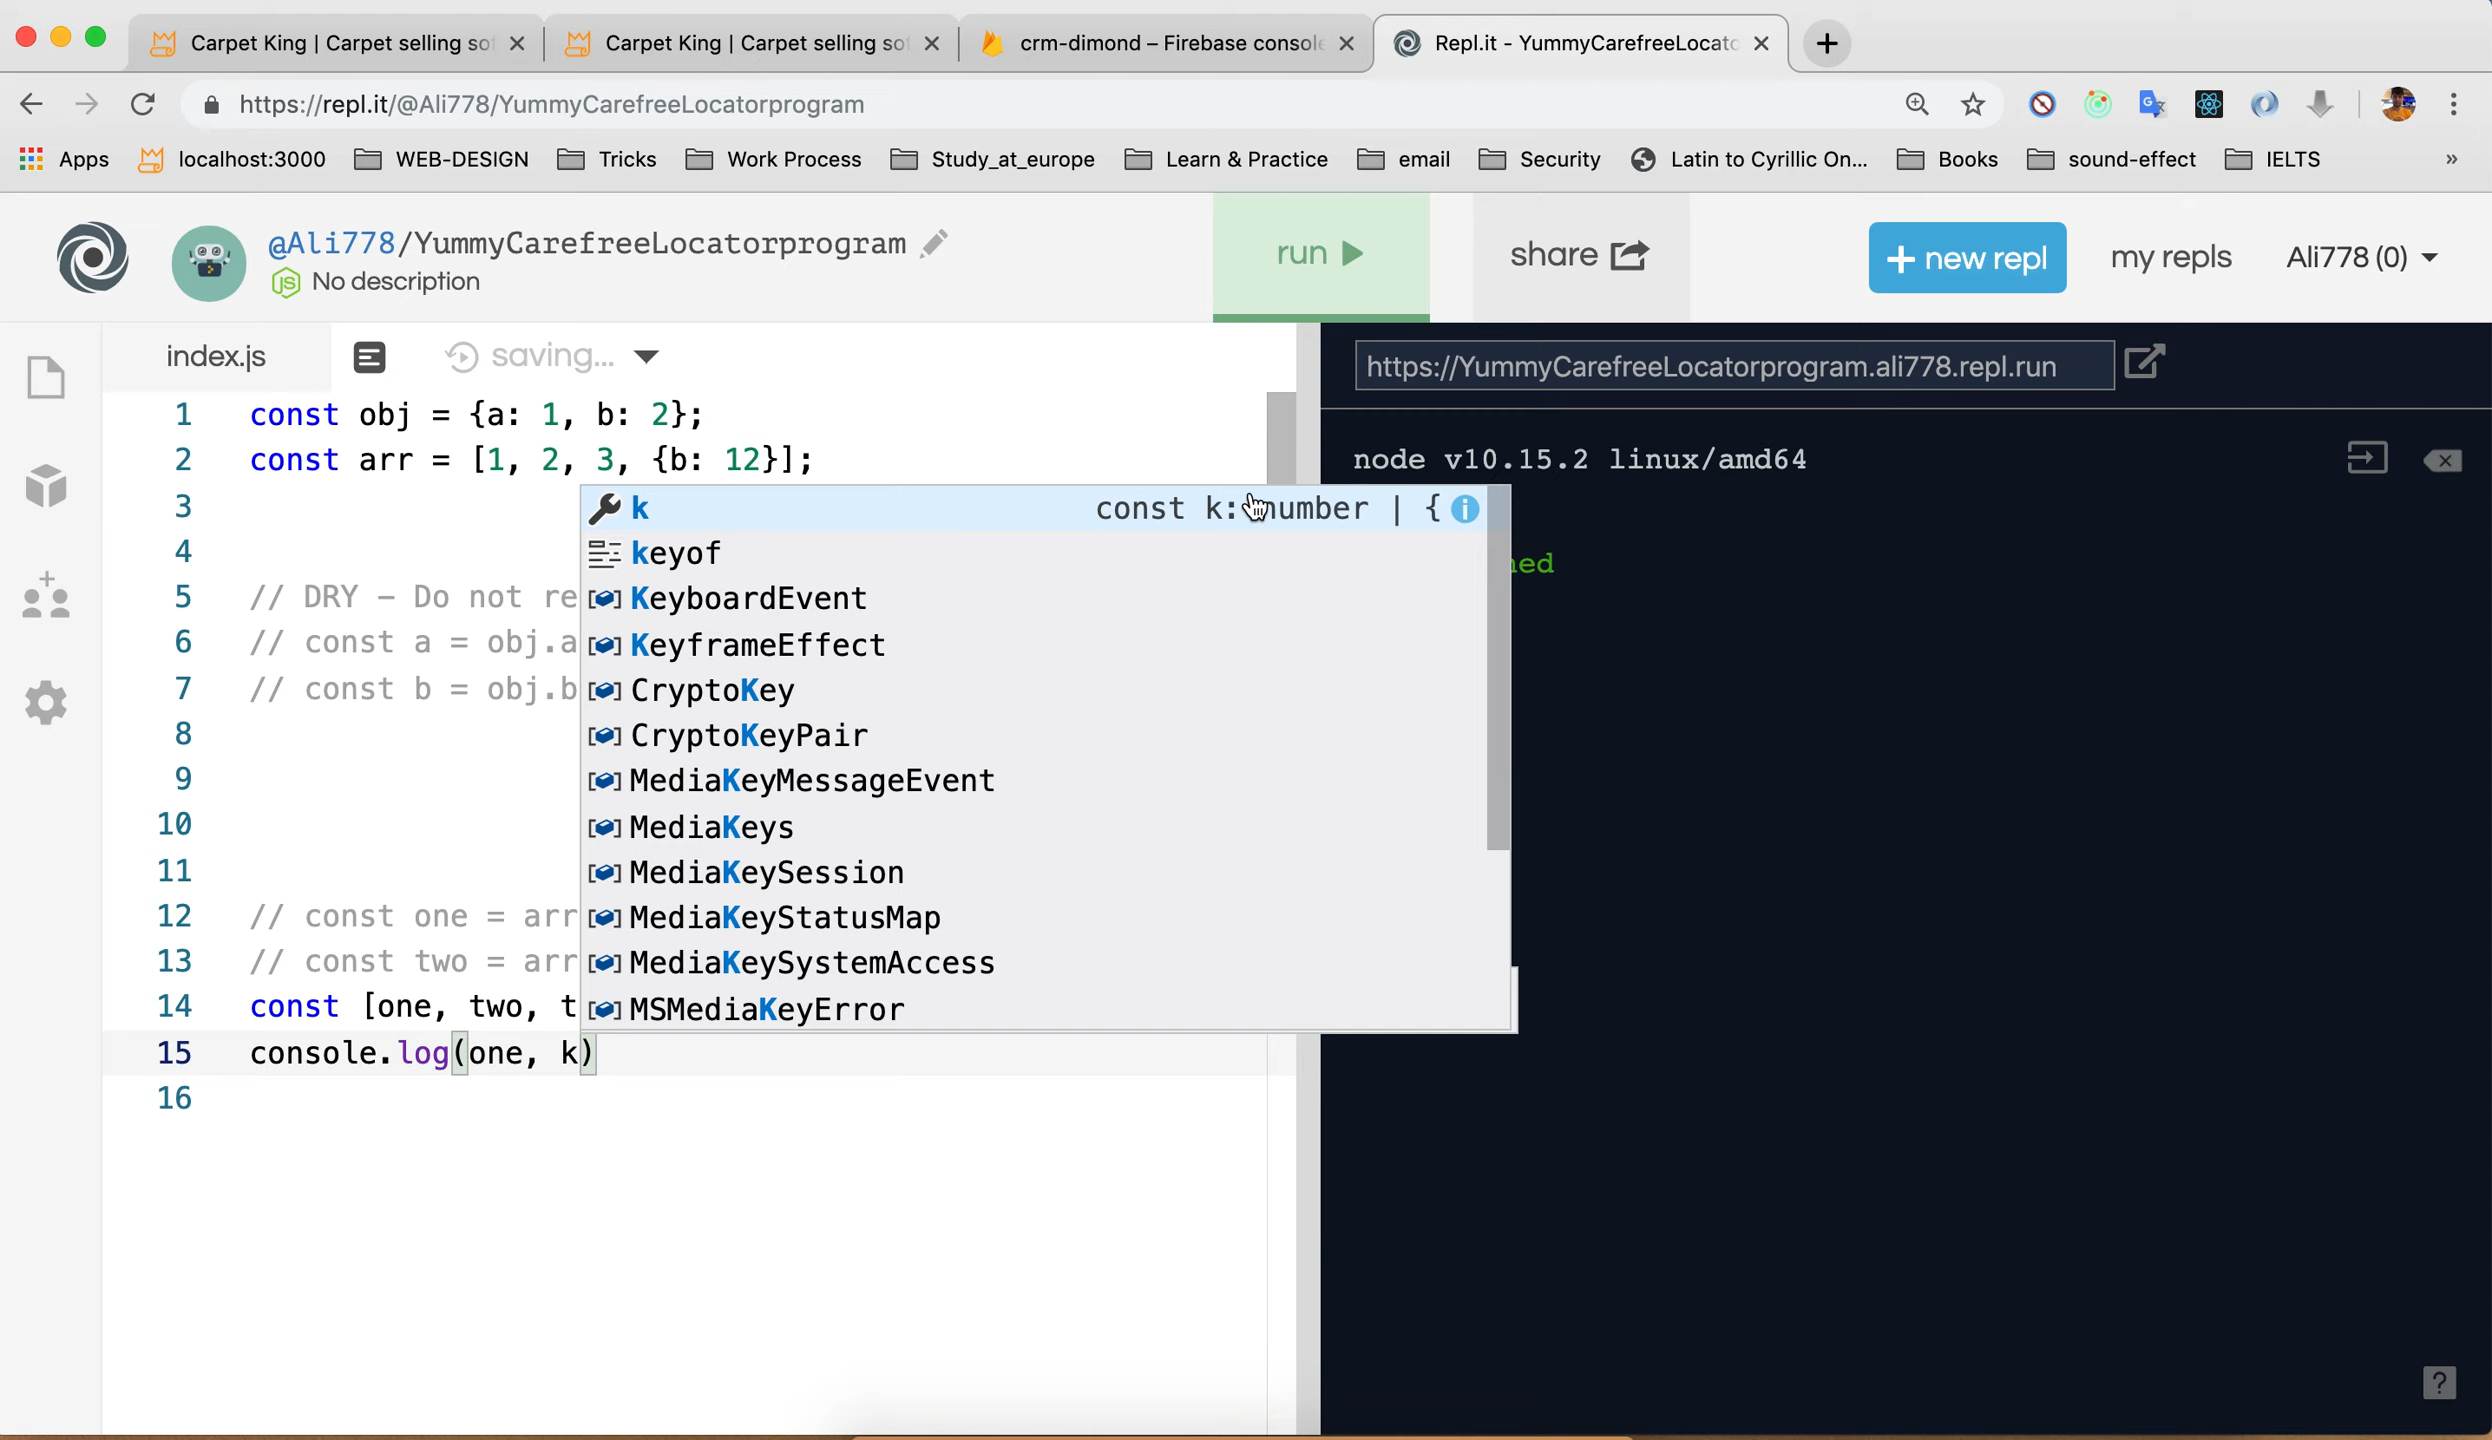 Carpet King | Carpet selling so
Carpet King | Carpet selling so
crm-dimond – Firebase console
Repl.it - YummyCarefreeLocato
https://repl.it/@Ali778/YummyCarefreeLocatorprogram
Apps localhost:3000 WEB-DESIGN Tricks Work Process Study_at_europe Learn & Practice email Security Latin to Cyrillic On... Books sound-effect IELTS »
@Ali778/YummyCarefreeLocatorprogram
No description
run
share
+ new repl
my repls
Ali778 (0)
index.js
saving...
https://YummyCarefreeLocatorprogram.ali778.repl.run
node v10.15.2 linux/amd64
ned
1 const obj = {a: 1, b: 2};
2 const arr = [1, 2, 3, {b: 12}];
3
4
5 // DRY - Do not re
6 // const a = obj.a
7 // const b = obj.b
8
9
10
11
12 // const one = arr
13 // const two = arr
14 const [one, two, t
15 console.log(one, k)
16
k const k: number | {
keyof
KeyboardEvent
KeyframeEffect
CryptoKey
CryptoKeyPair
MediaKeyMessageEvent
MediaKeys
MediaKeySession
MediaKeyStatusMap
MediaKeySystemAccess
MSMediaKeyError
?